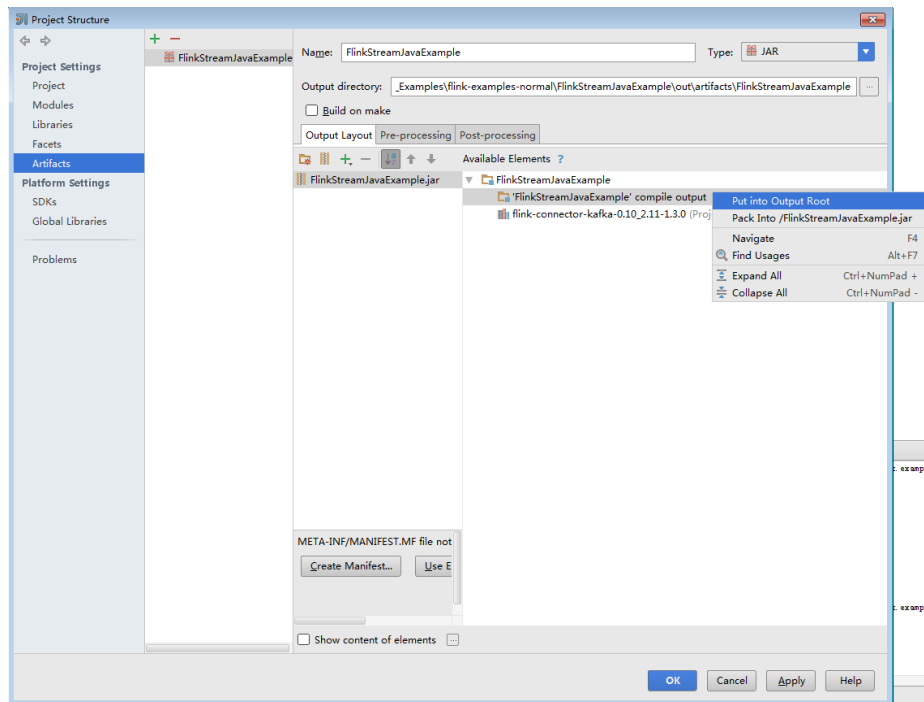 Project Structure
Project Settings
Project
Modules
Libraries
Facets
Artifacts
Platform Settings
SDKs
Global Libraries
Problems
FlinkStreamJavaExample
Name: FlinkStreamJavaExample
Type: JAR
Output directory: _Examples\flink-examples-normal\FlinkStreamJavaExample\out\artifacts\FlinkStreamJavaExample ...
Build on make
Output Layout Pre-processing Post-processing
Available Elements ?
FlinkStreamJavaExample.jar
FlinkStreamJavaExample
'FlinkStreamJavaExample' compile output
flink-connector-kafka-0.10_2.11-1.3.0 (Proj
Put into Output Root
Pack Into /FlinkStreamJavaExample.jar
Navigate F4
Find Usages Alt+F7
Expand All Ctrl+NumPad +
Collapse All Ctrl+NumPad -
META-INF/MANIFEST.MF file not
Create Manifest... Use E
Show content of elements ...
OK Cancel Apply Help
. examp
. examp